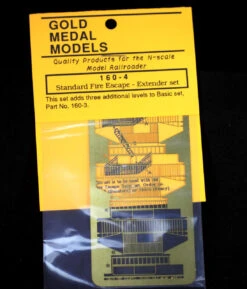 GOLD
MEDAL
MODELS
Quality Products for the N-scale
Model Railroader
160-4
Standard Fire Escape - Extender set
This set adds three additional levels to Basic set,
Part No. 160-3.